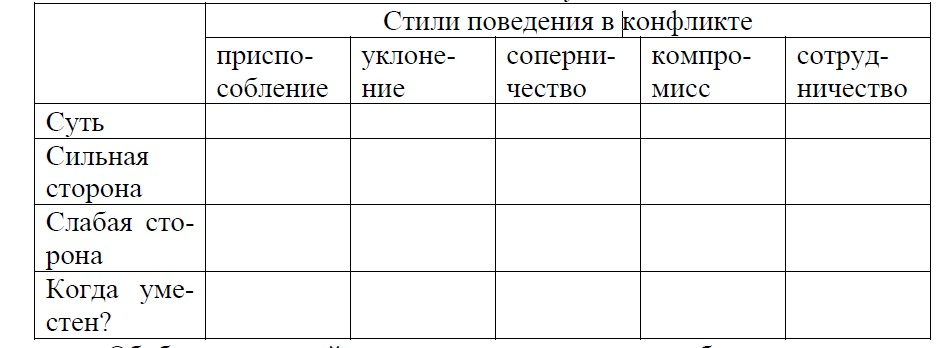 Стили поведения в конфликте
приспо-
собление
уклоне-
ние
соперни-
чество
компро-
мисс
сотруд-
ничество
Суть
Сильная
сторона
Слабая сто-
рона
Когда уме-
стен?